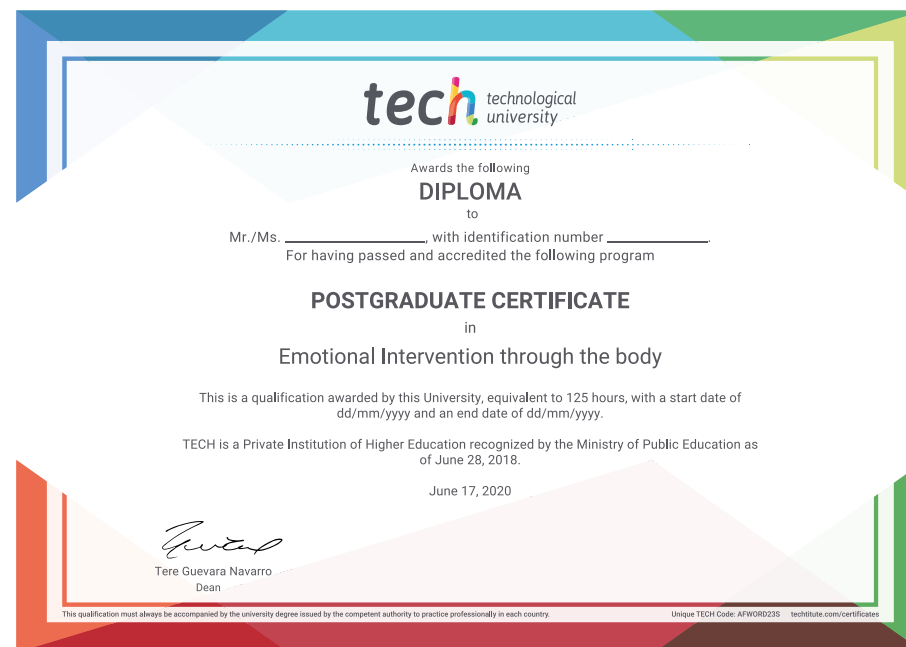 tech technological
university
Awards the following
DIPLOMA
to
Mr./Ms. ____________________, with identification number ______________.
For having passed and accredited the following program
POSTGRADUATE CERTIFICATE
in
Emotional Intervention through the body
This is a qualification awarded by this University, equivalent to 125 hours, with a start date of
dd/mm/yyyy and an end date of dd/mm/yyyy.
TECH is a Private Institution of Higher Education recognized by the Ministry of Public Education as
of June 28, 2018.
June 17, 2020
Tere Guevara Navarro
Dean
This qualification must always be accompanied by the university degree issued by the competent authority to practice professionally in each country.
Unique TECH Code: AFWORD23S techtitute.com/certificates